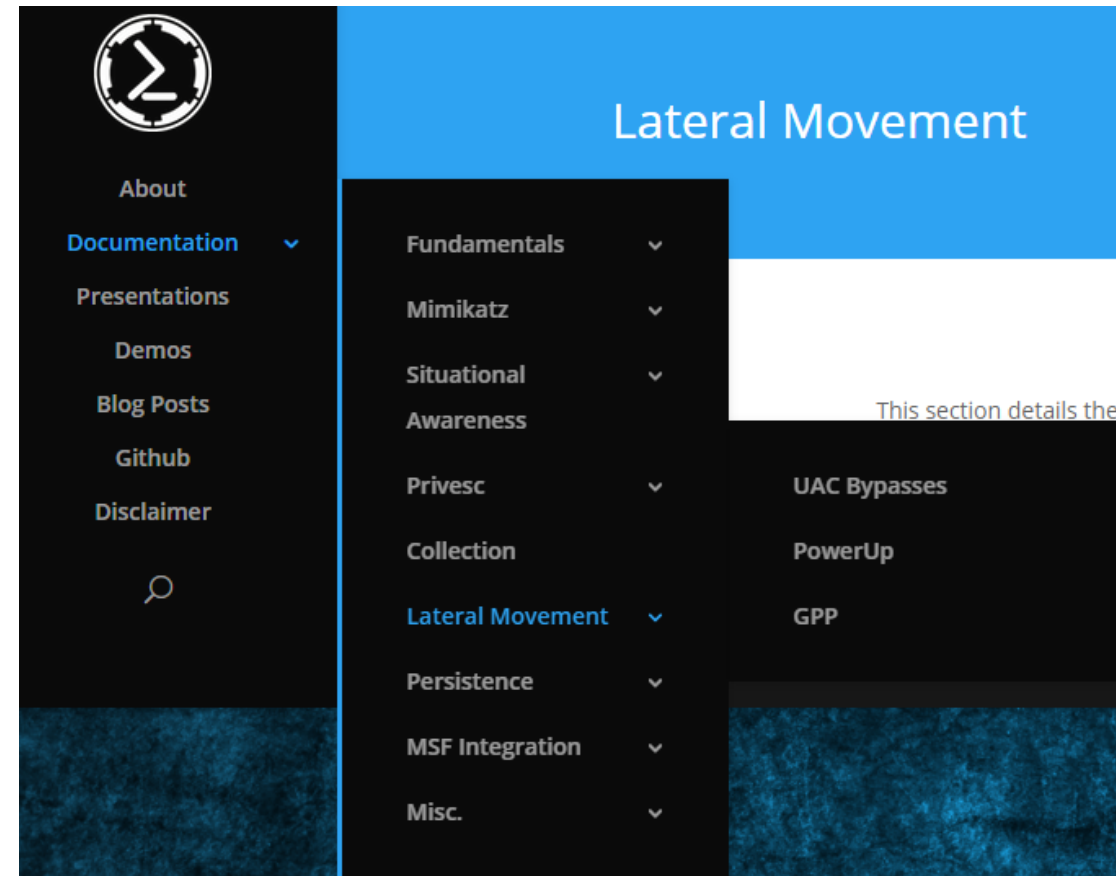 Lateral Movement
About
Documentation
Presentations
Demos
Blog Posts
Github
Disclaimer
Fundamentals
Mimikatz
Situational
Awareness
Privesc
Collection
Lateral Movement
Persistence
MSF Integration
Misc.
This section details the
UAC Bypasses
PowerUp
GPP